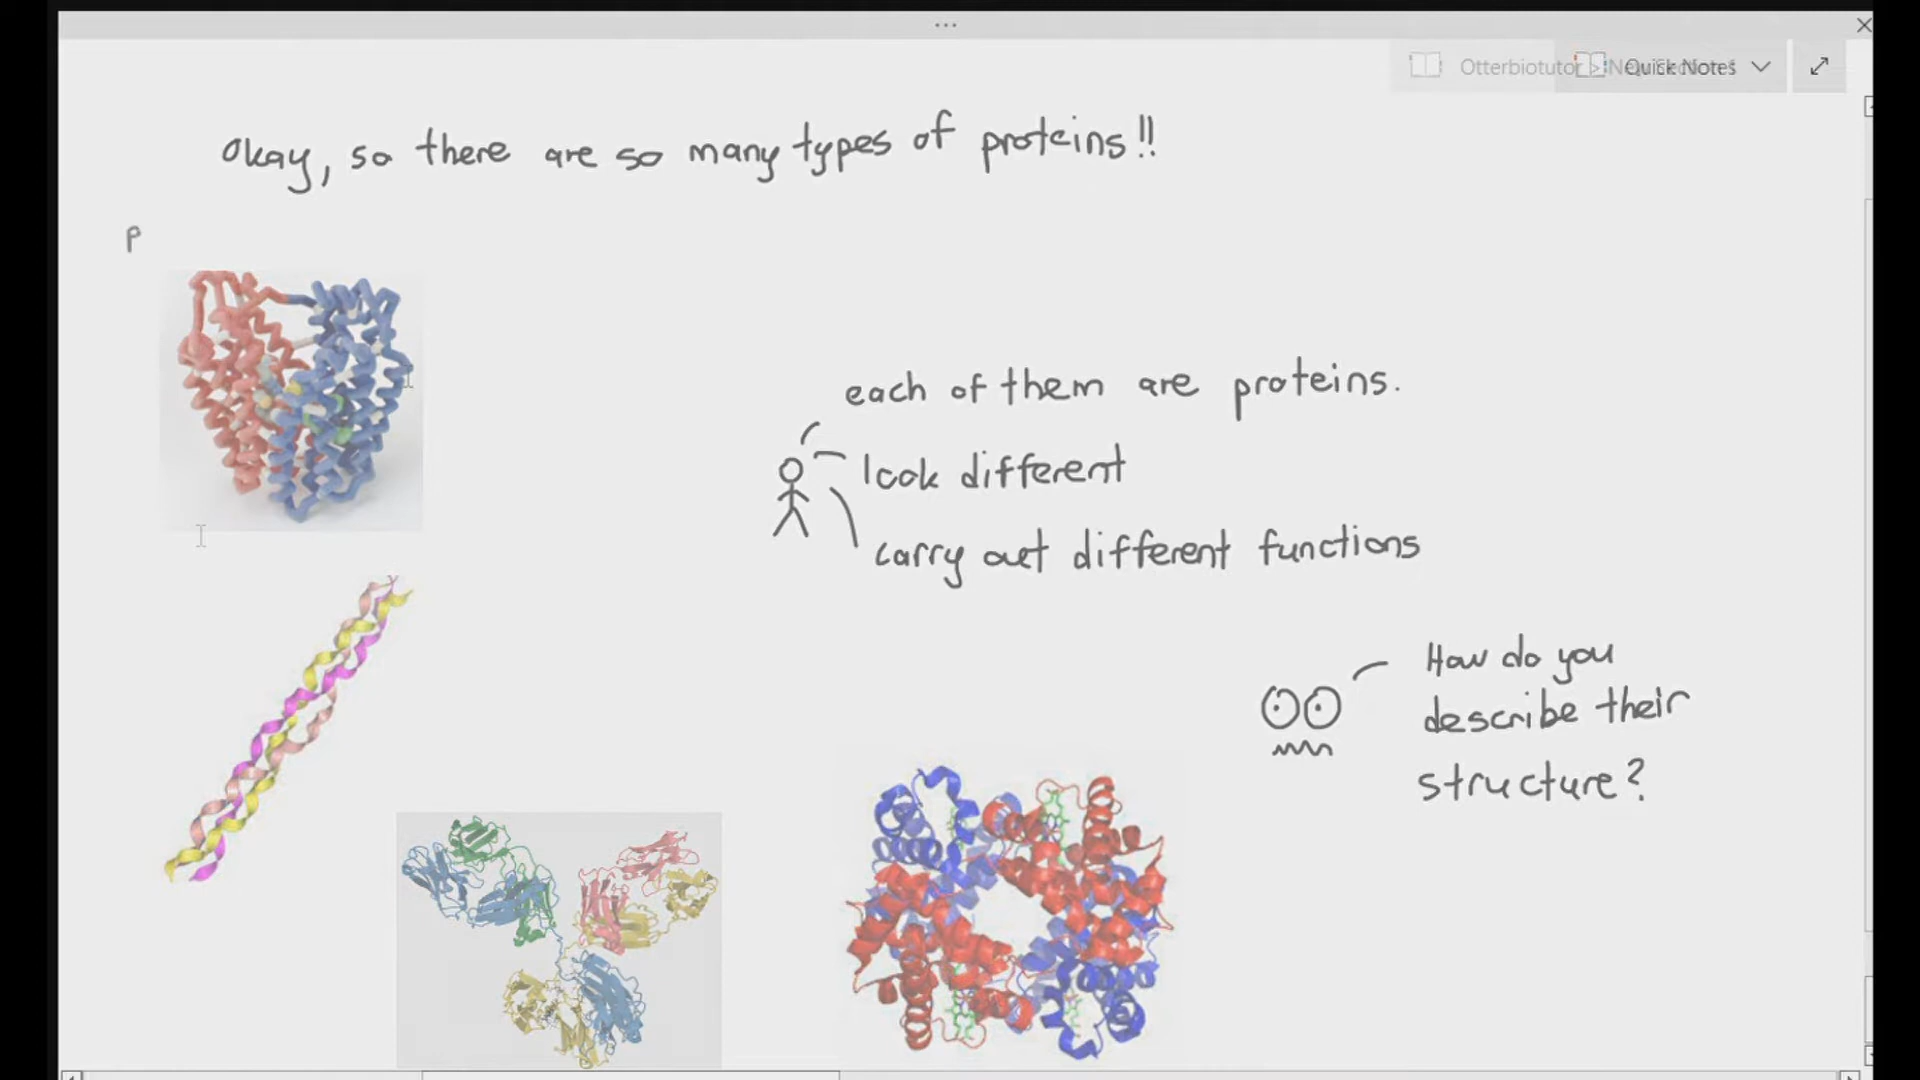 Otterbiotutor
Quick Notes
Okay, so there are so many types of proteins!!
P
each of them are proteins.
look different
carry out different functions
How do you
describe their
structure?